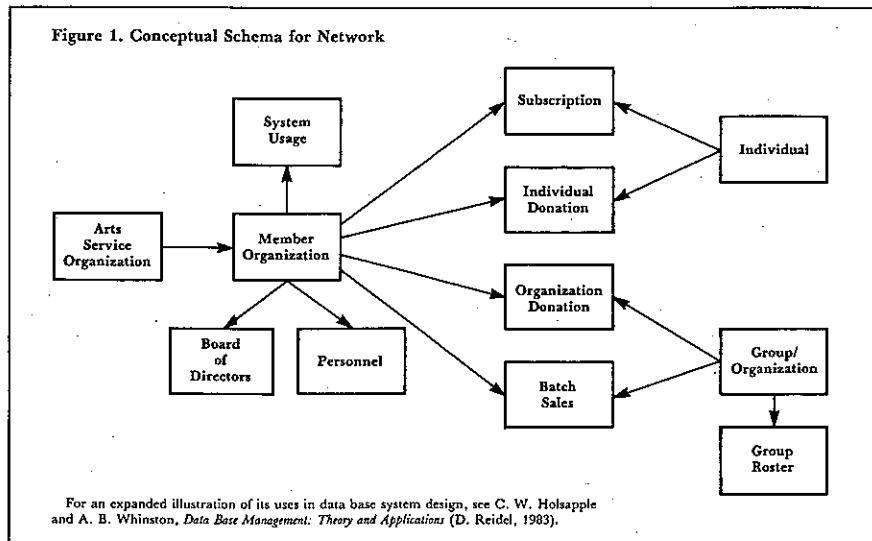 Figure 1. Conceptual Schema for Network
System
Usage
Subscription
Individual
Individual
Donation
Arts
Service
Organization
Member
Organization
Organization
Donation
Board
of
Directors
Personnel
Batch
Sales
Group/
Organization
Group
Roster
For an expanded illustration of its uses in data base system design, see C. W. Holsapple
and A. B. Whinston, Data Base Management: Theory and Applications (D. Reidel, 1983).